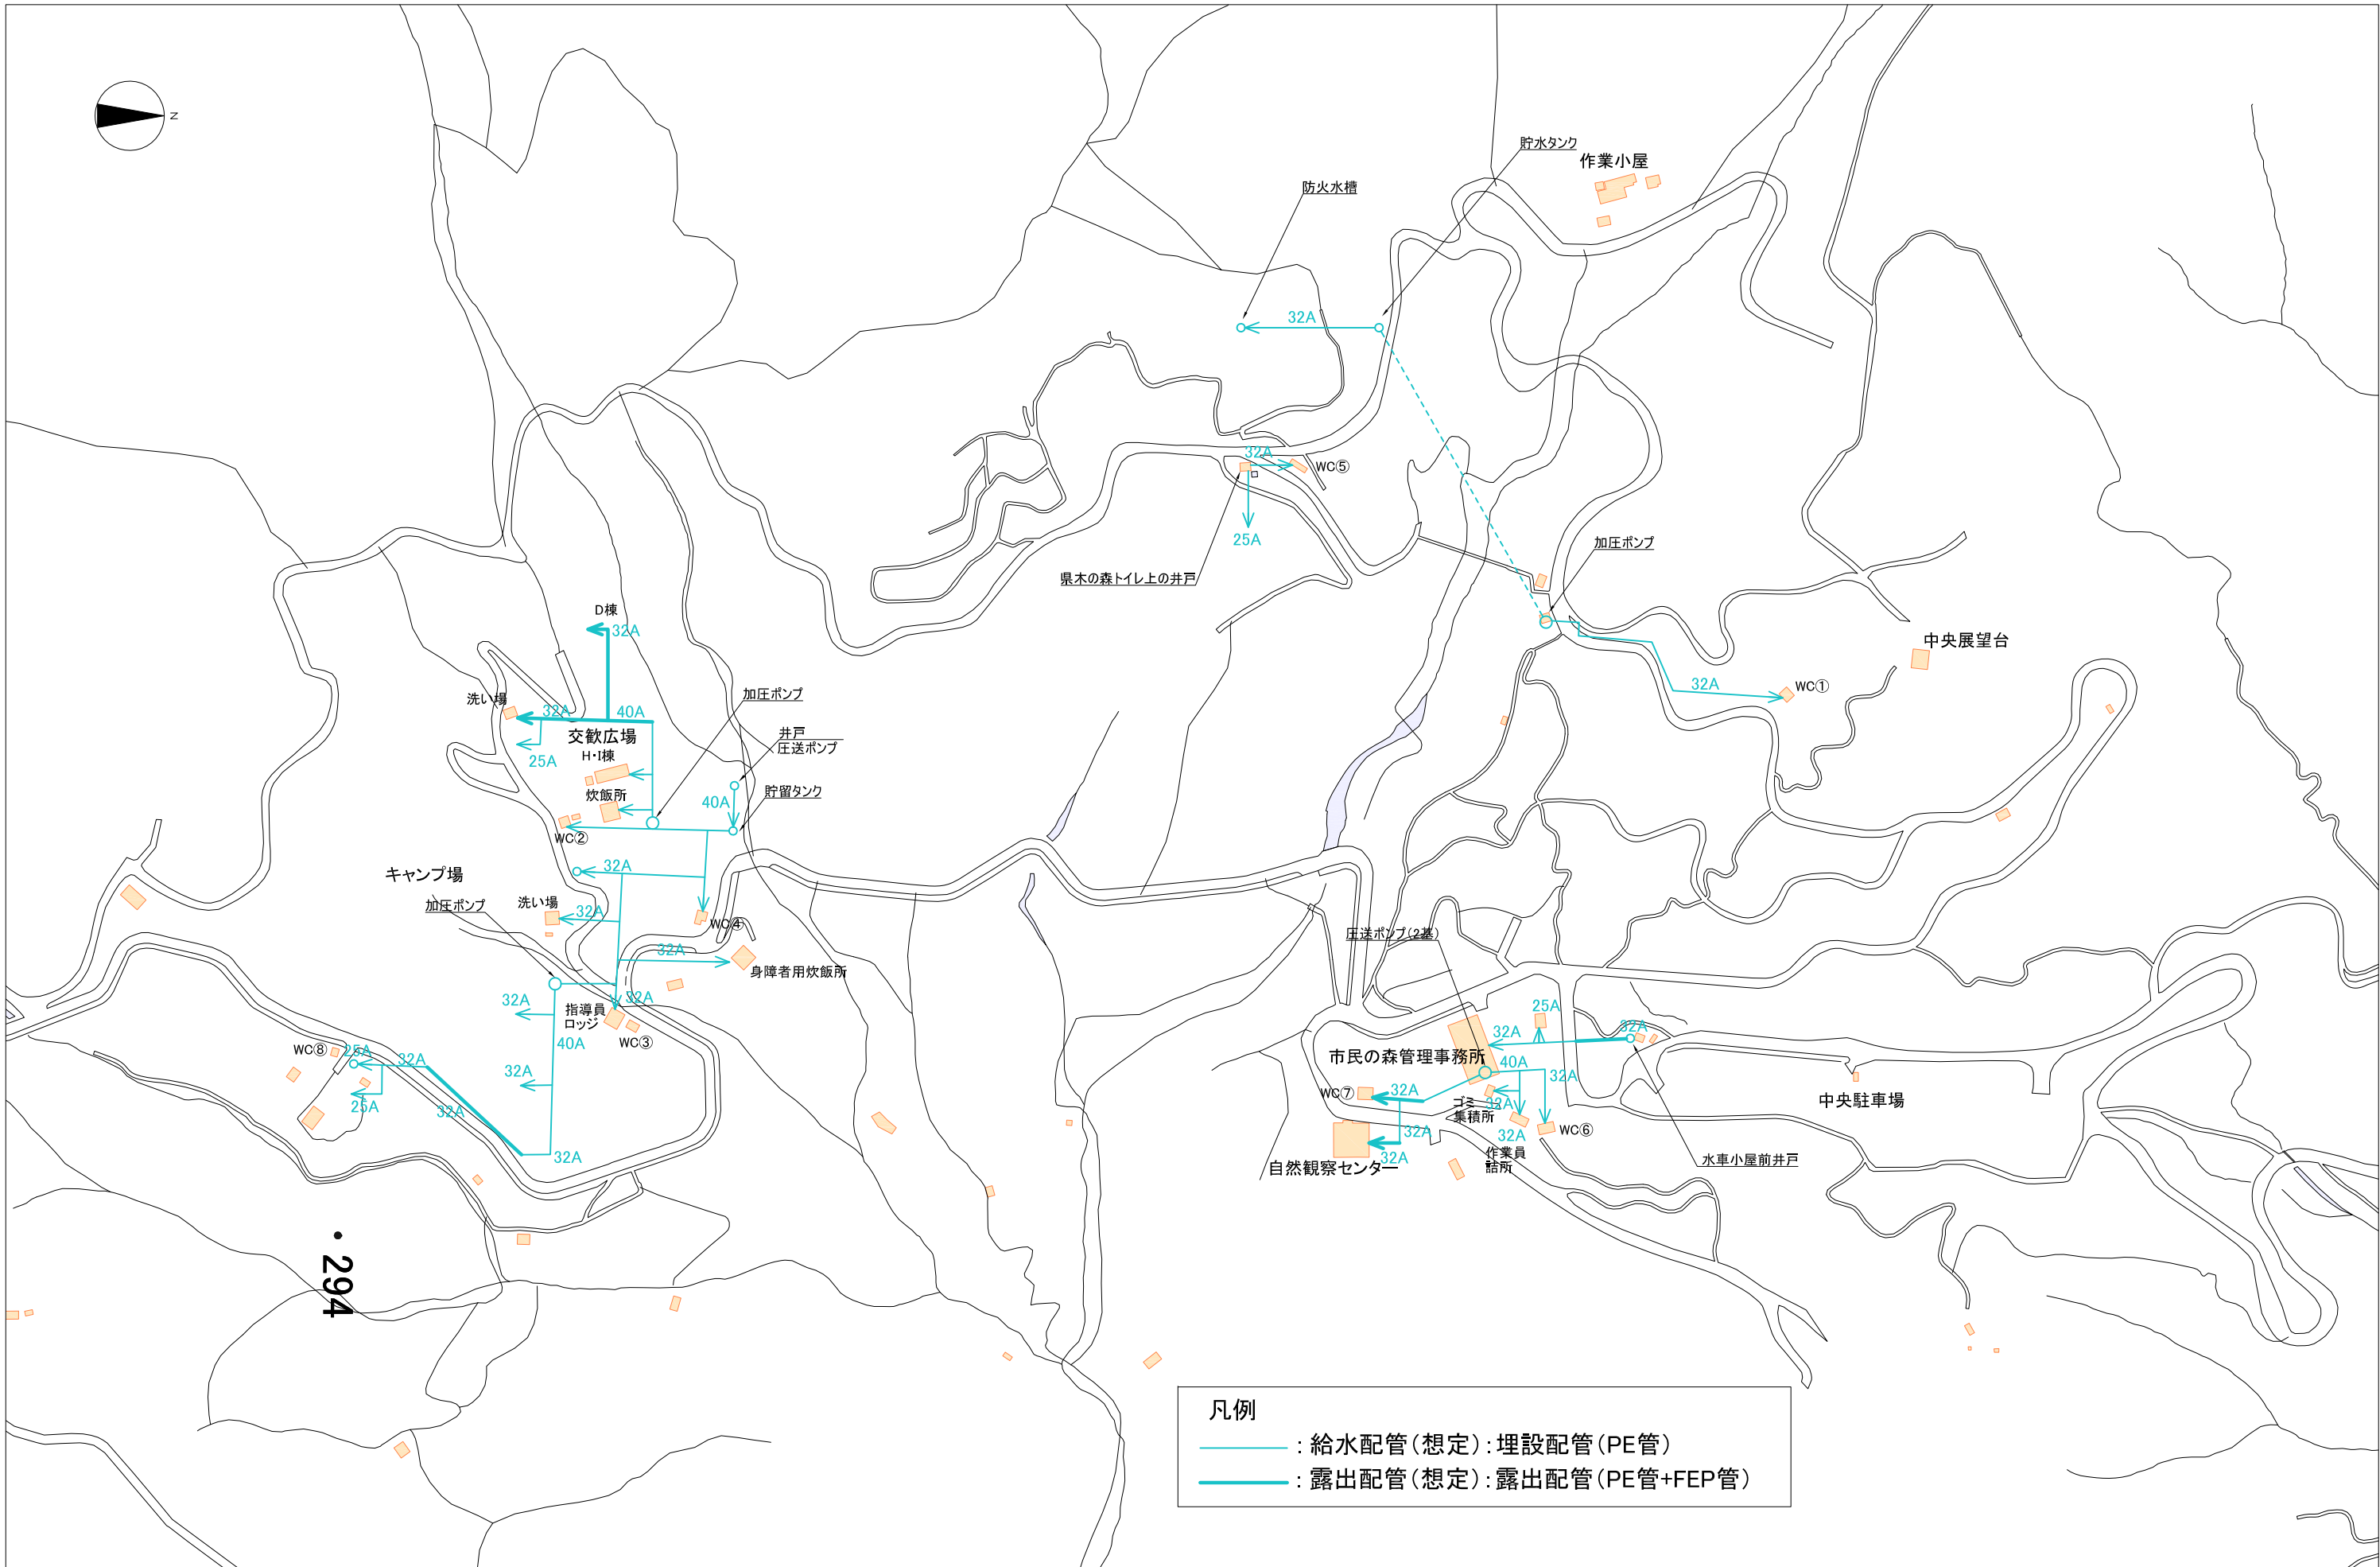 N
貯水タンク
作業小屋
防火水槽
32A
32A
WC⑤
25A
県木の森トイレ上の井戸
加圧ポンプ
中央展望台
32A
WC①
D棟
32A
洗い場
32A
40A
加圧ポンプ
交歓広場
H・I棟
25A
井戸
圧送ポンプ
炊飯所
40A
貯留タンク
WC②
キャンプ場
32A
加圧ポンプ
洗い場
32A
WC④
32A
身障者用炊飯所
32A
32A
指導員
ロッジ
40A
WC③
WC⑧
25A
32A
32A
25A
32A
32A
圧送ポンプ(2基)
25A
32A
32A
市民の森管理事務所
40A
32A
WC⑦
32A
ゴミ
集積所
32A
中央駐車場
32A
32A
WC⑥
作業員
詰所
水車小屋前井戸
自然観察センター
32A
・294
凡例
：給水配管(想定)：埋設配管(PE管)
：露出配管(想定)：露出配管(PE管+FEP管)